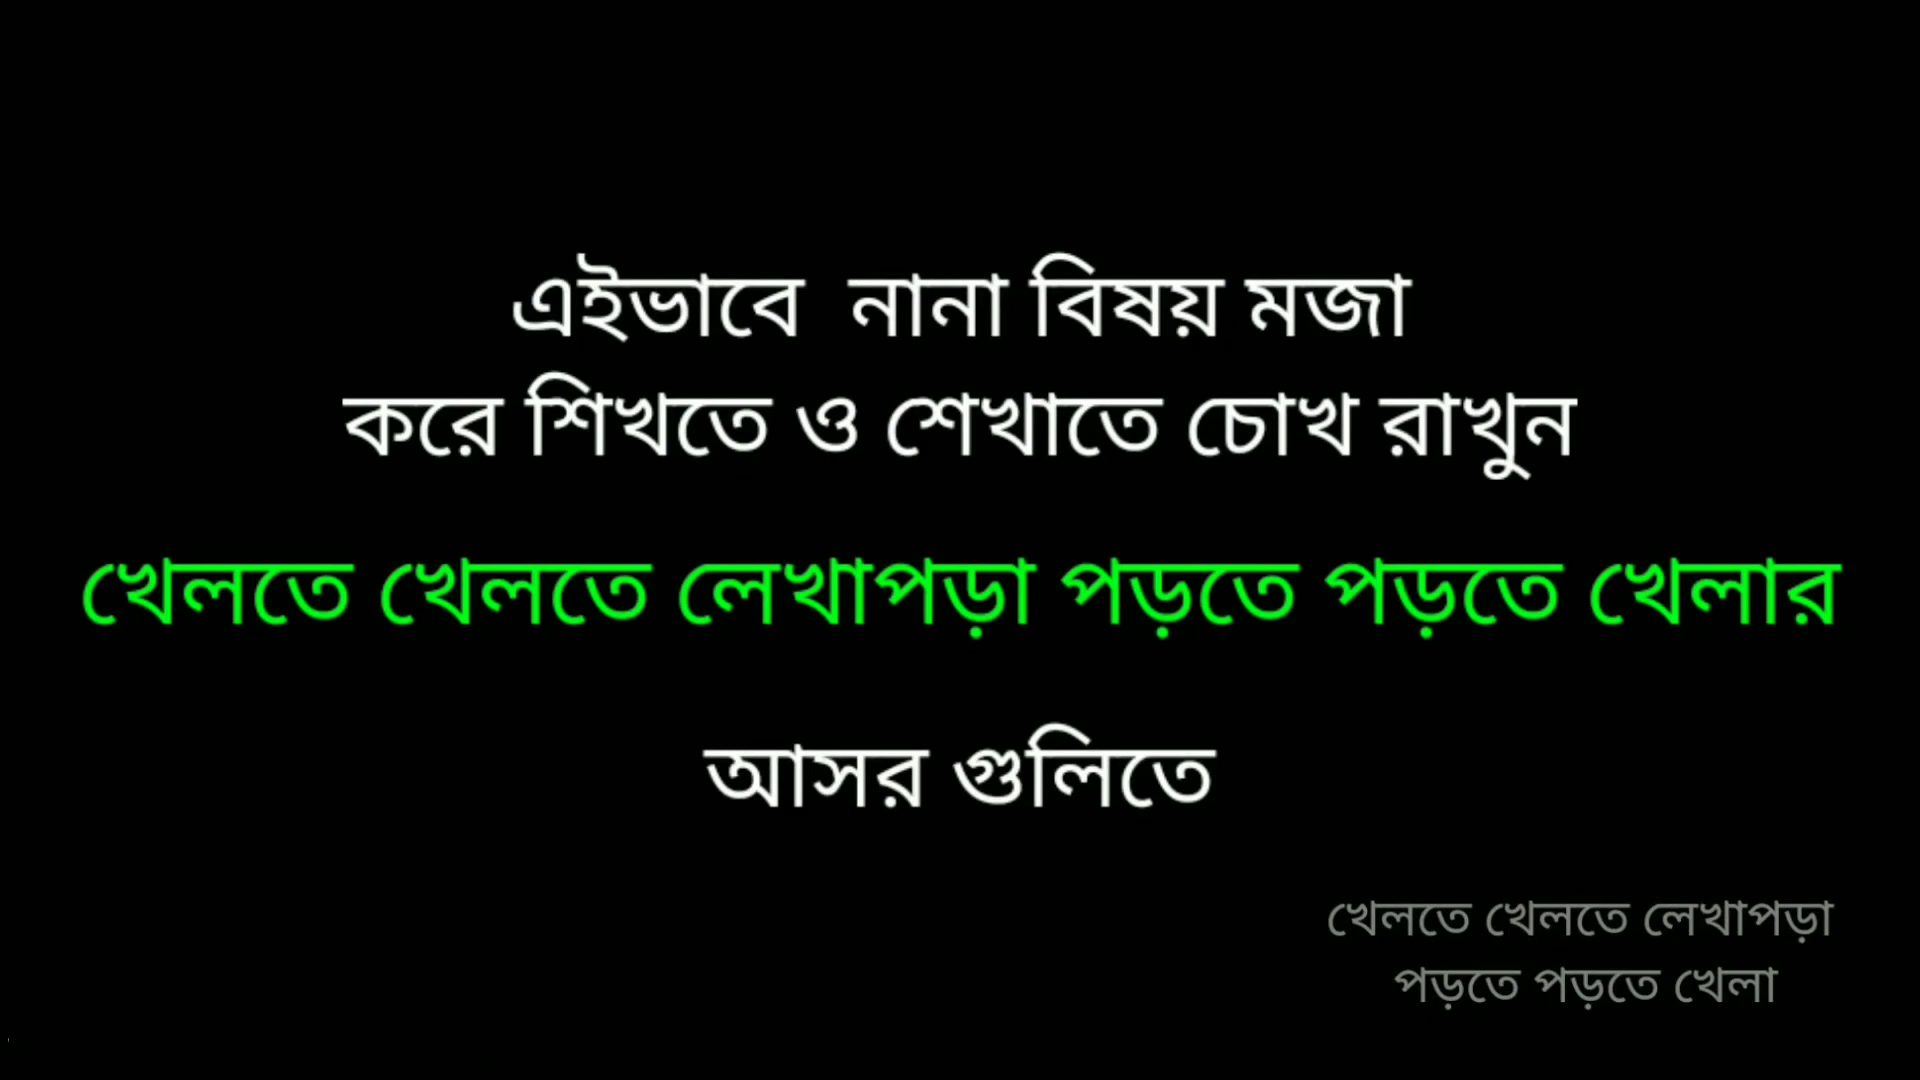 এইভাবে  নানা বিষয় মজা
করে শিখতে ও শেখাতে চোখ রাখুন
খেলতে খেলতে লেখাপড়া পড়তে পড়তে খেলার
আসর গুলিতে
খেলতে খেলতে লেখাপড়া
পড়তে পড়তে খেলা